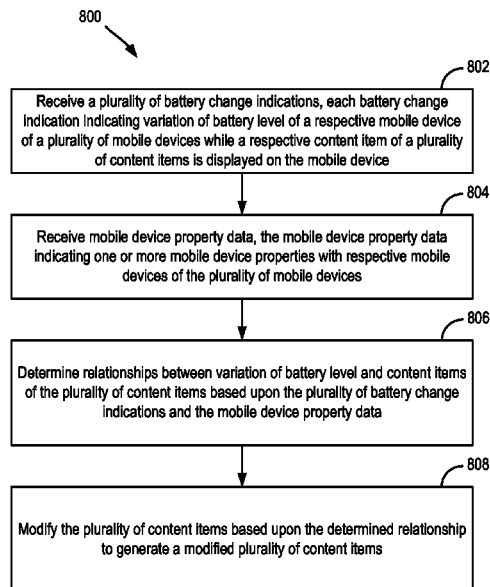 800
802
Receive a plurality of battery change indications, each battery change
indication indicating variation of battery level of a respective mobile device
of a plurality of mobile devices while a respective content item of a plurality
of content items is displayed on the mobile device
804
Receive mobile device property data, the mobile device property data
indicating one or more mobile device properties with respective mobile
devices of the plurality of mobile devices
806
Determine relationships between variation of battery level and content items
of the plurality of content items based upon the plurality of battery change
indications and the mobile device property data
808
Modify the plurality of content items based upon the determined relationship
to generate a modified plurality of content items